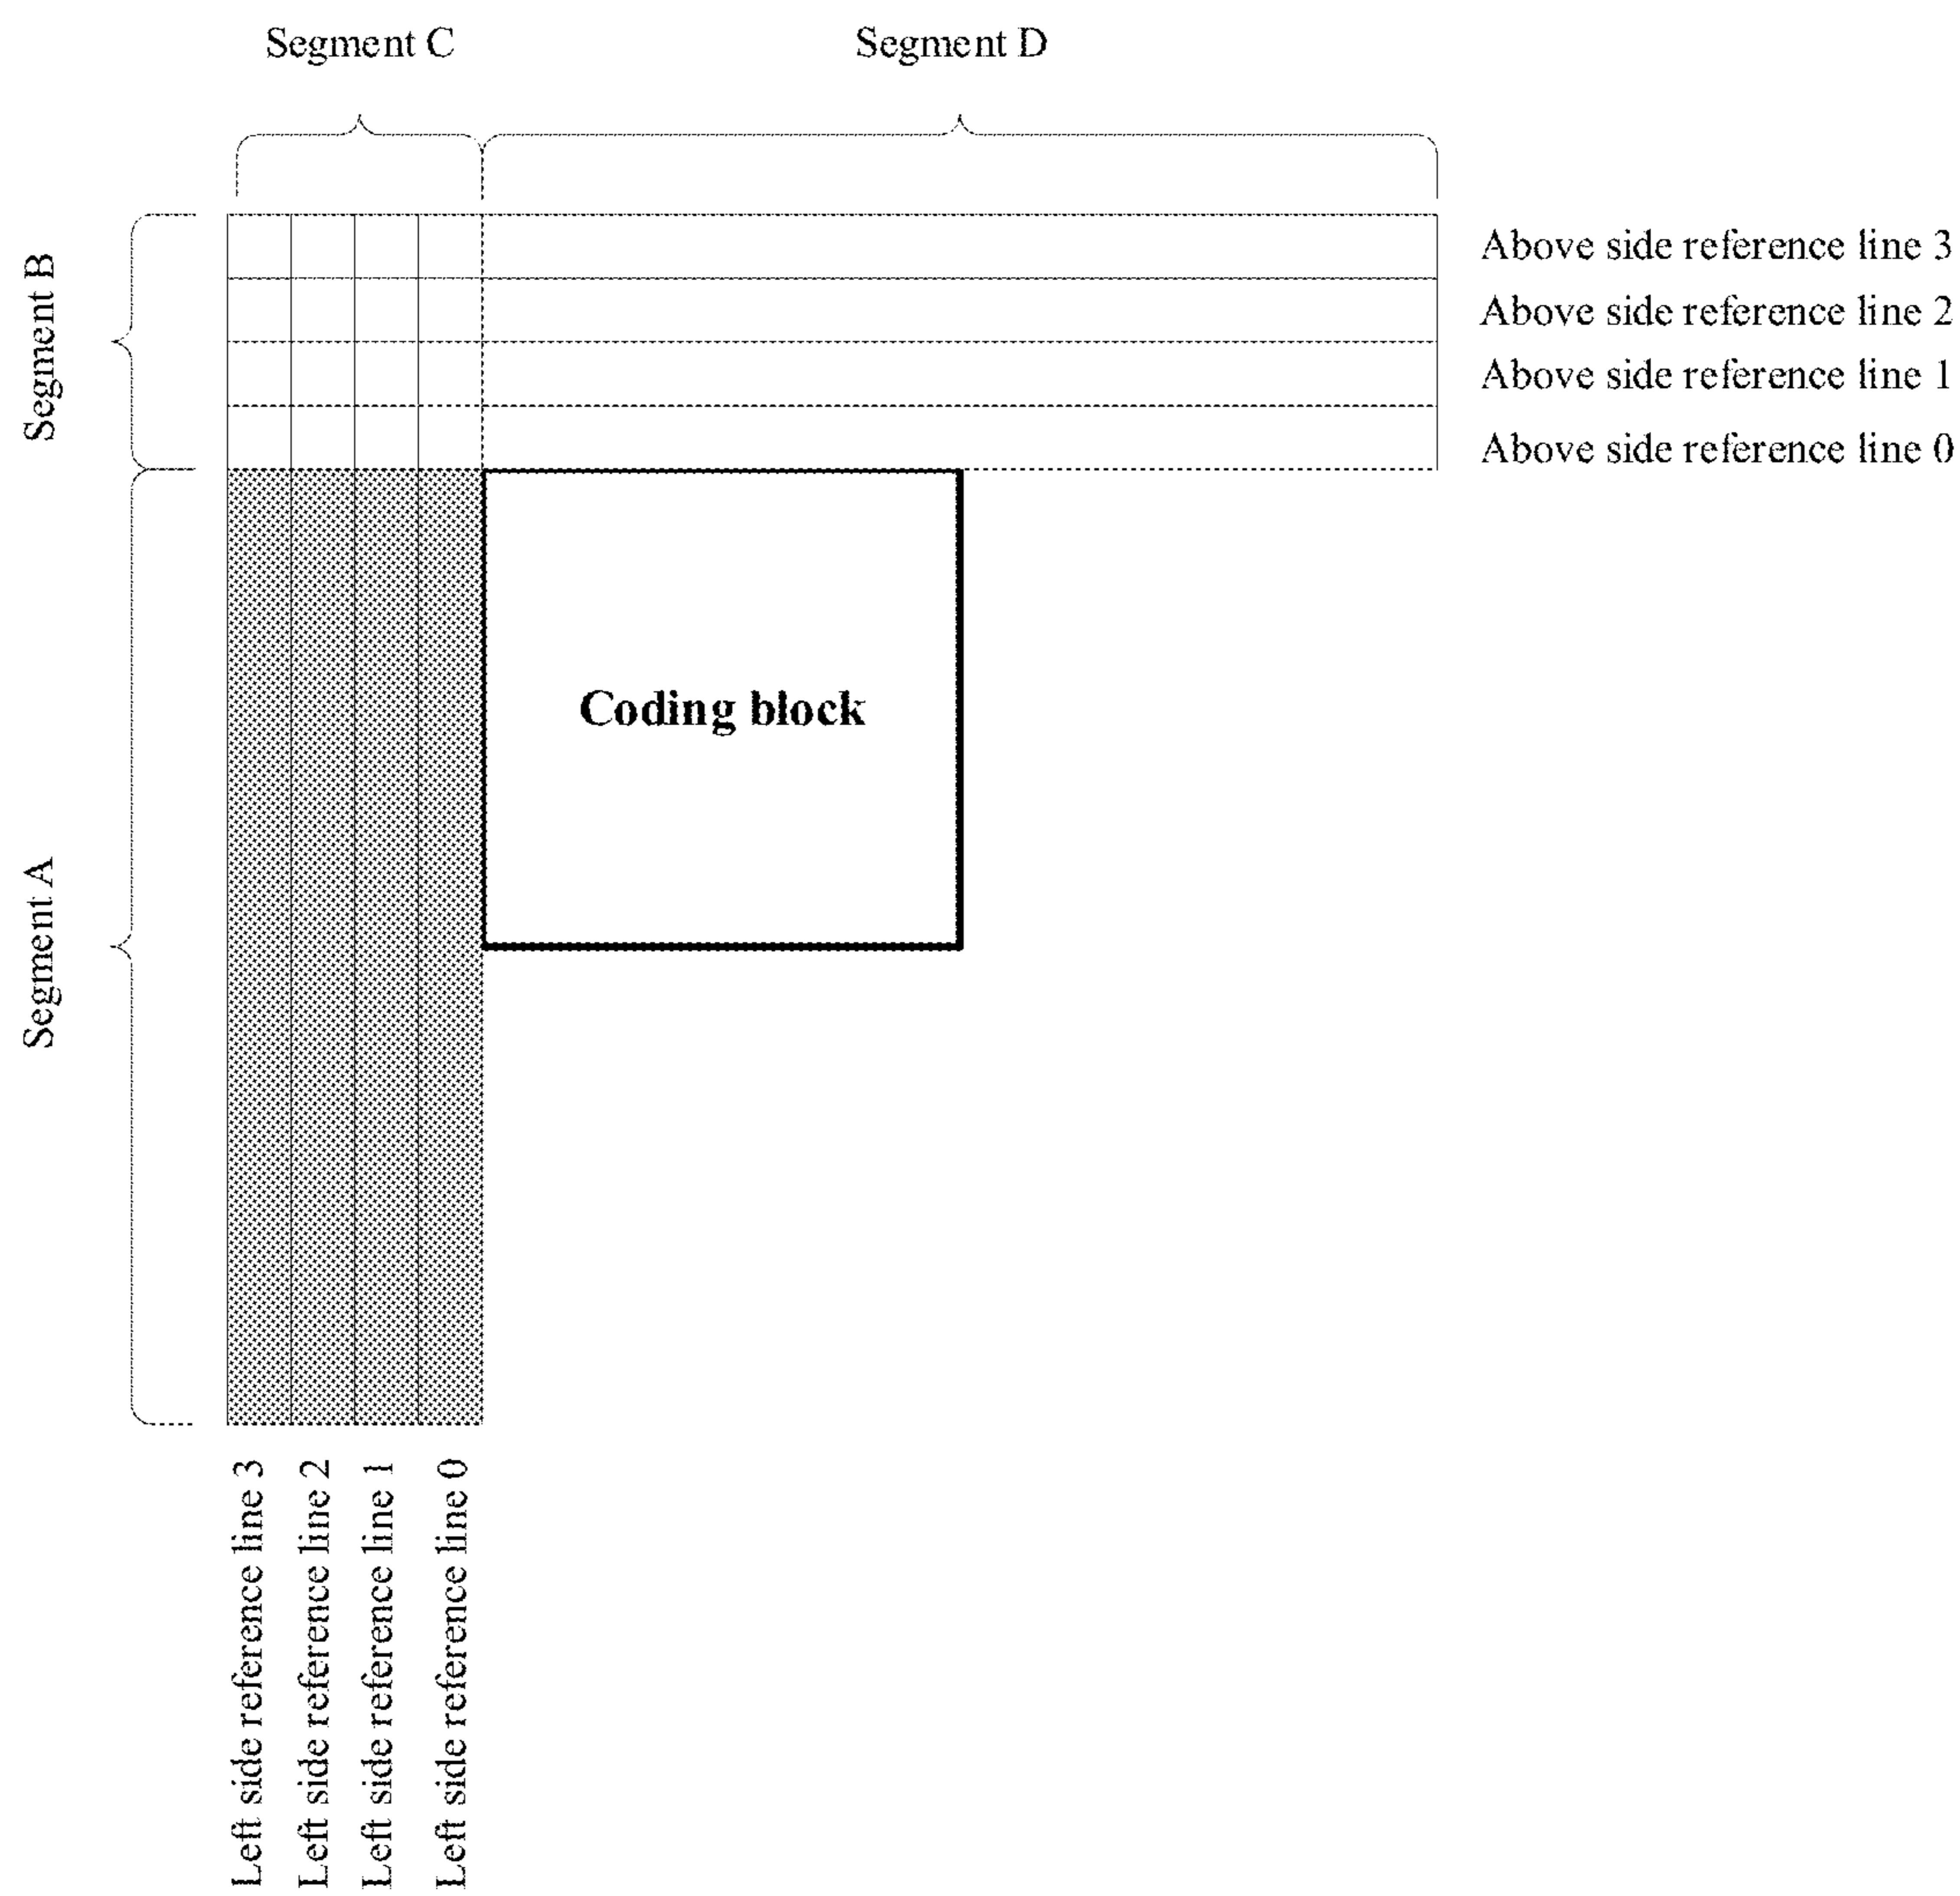 Segment C
Segment D
Segment B
Above side reference line 3
Above side reference line 2
Above side reference line 1
Above side reference line 0
Coding block
Segment A
Left side reference line 3
Left side reference line 2
Left side reference line 1
Left side reference line 0